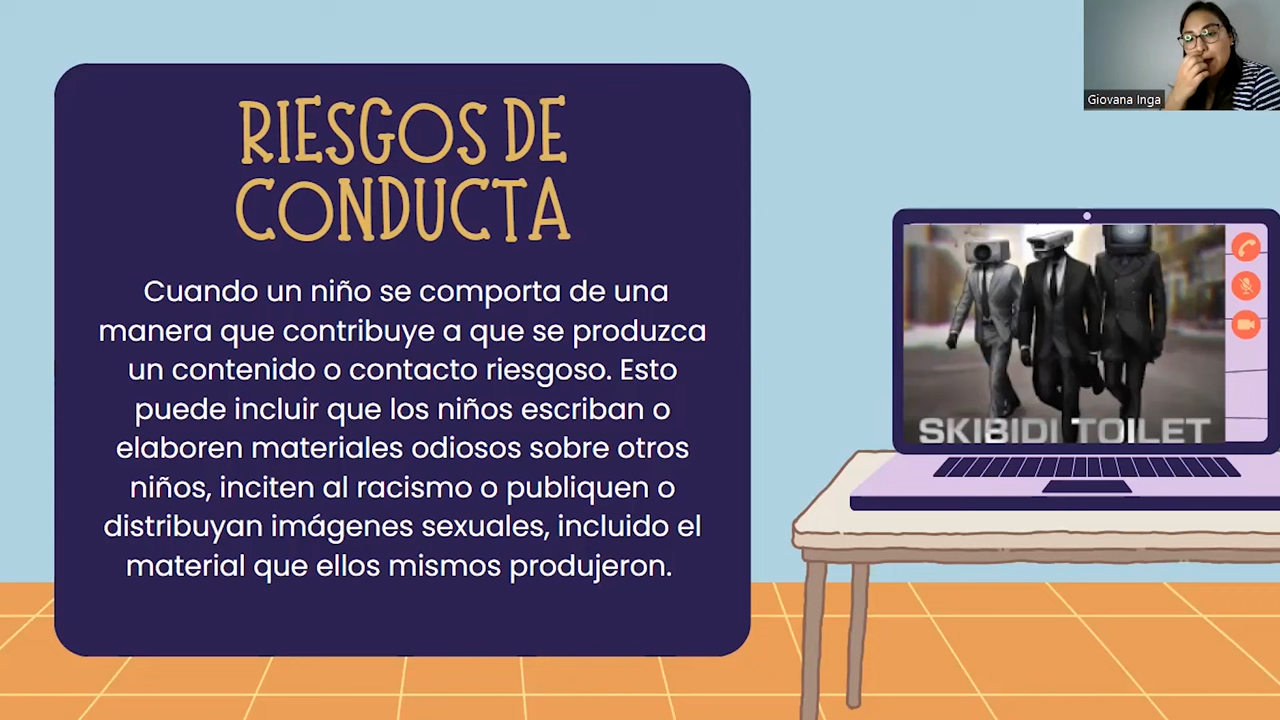 RIESGOS DE
CONDUCTA
Cuando un niño se comporta de una
manera que contribuye a que se produzca
un contenido o contacto riesgoso. Esto
puede incluir que los niños escriban o
elaboren materiales odiosos sobre otros
niños, inciten al racismo o publiquen o
distribuyan imágenes sexuales, incluido el
material que ellos mismos produjeron.
Giovana Inga
SKIBIDI TOILET